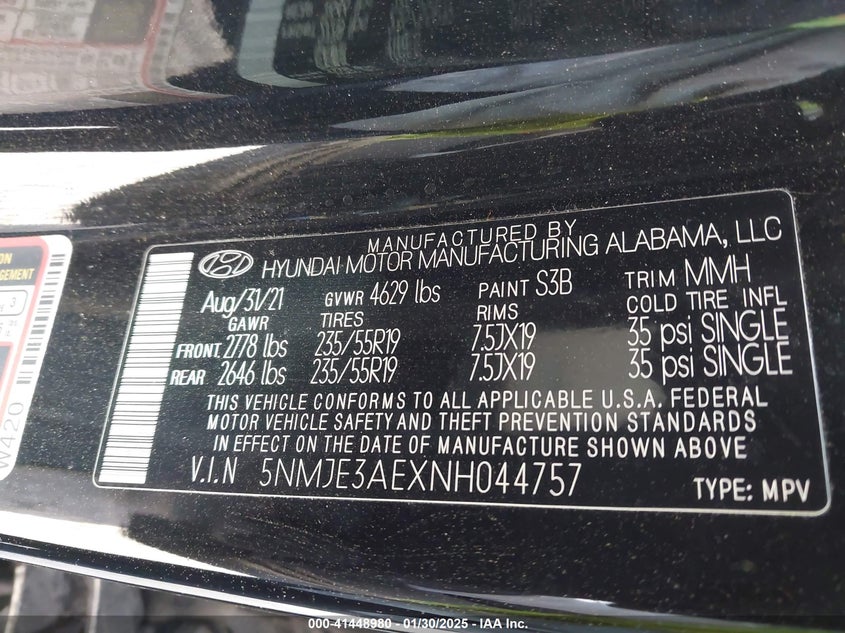 MANUFACTURED BY
HYUNDAI MOTOR MANUFACTURING ALABAMA, LLC
Aug/31/21 GVWR 4629 lbs PAINT S3B TRIM MMH
GAWR TIRES RIMS COLD TIRE INFL
FRONT 2778 lbs 235/55R19 7.5JX19 35 psi SINGLE
REAR 2646 lbs 235/55R19 7.5JX19 35 psi SINGLE
THIS VEHICLE CONFORMS TO ALL APPLICABLE U.S.A. FEDERAL
MOTOR VEHICLE SAFETY AND THEFT PREVENTION STANDARDS
IN EFFECT ON THE DATE OF MANUFACTURE SHOWN ABOVE
V.I.N 5NMJE3AEXNH044757
TYPE: MPV
W420
000-41448980 - 01/30/2025 - IAA Inc.